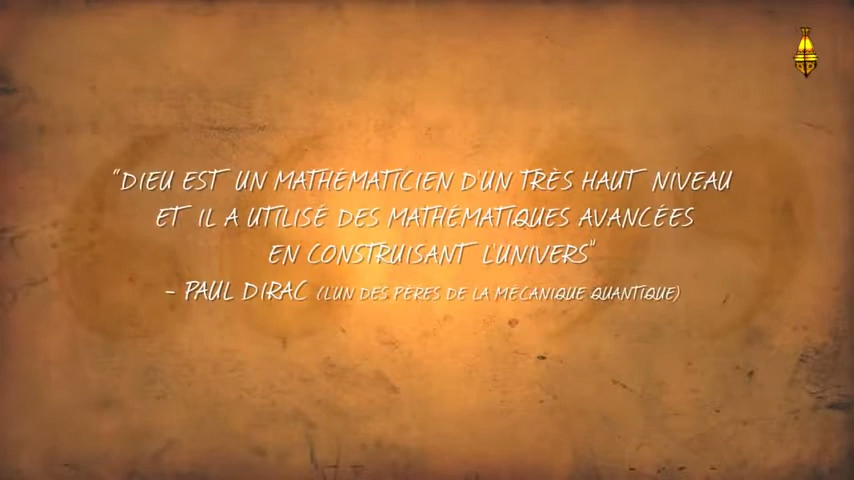 "DIEU EST UN MATHÉMATICIEN D'UN TRÈS HAUT NIVEAU
ET IL A UTILISÉ DES MATHÉMATIQUES AVANCÉES
EN CONSTRUISANT L'UNIVERS"
- PAUL DIRAC (L'UN DES PÈRES DE LA MÉCANIQUE QUANTIQUE)